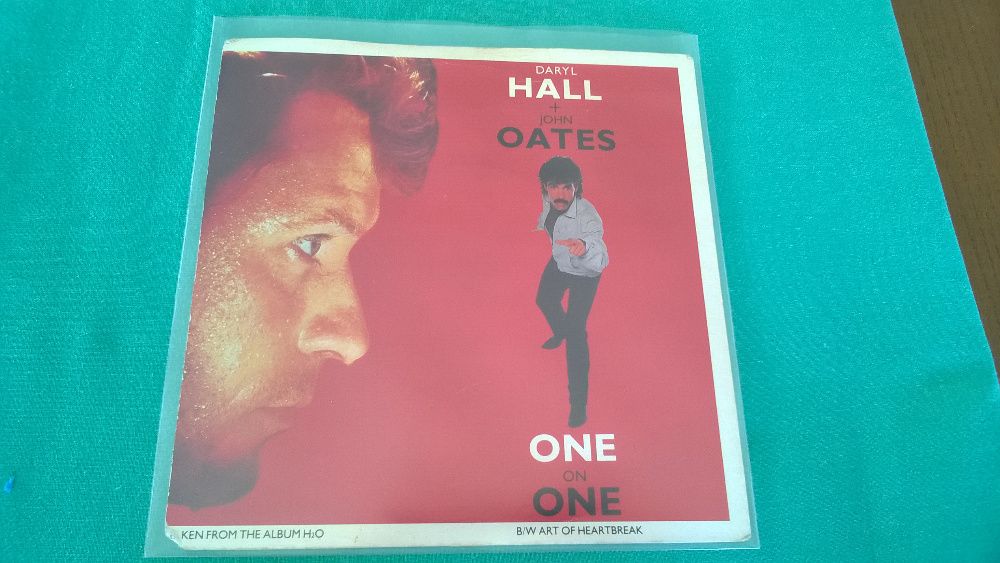 DARYL
HALL
+
JOHN
OATES
ONE
ON
ONE
KEN FROM THE ALBUM H₂O
B/W ART OF HEARTBREAK